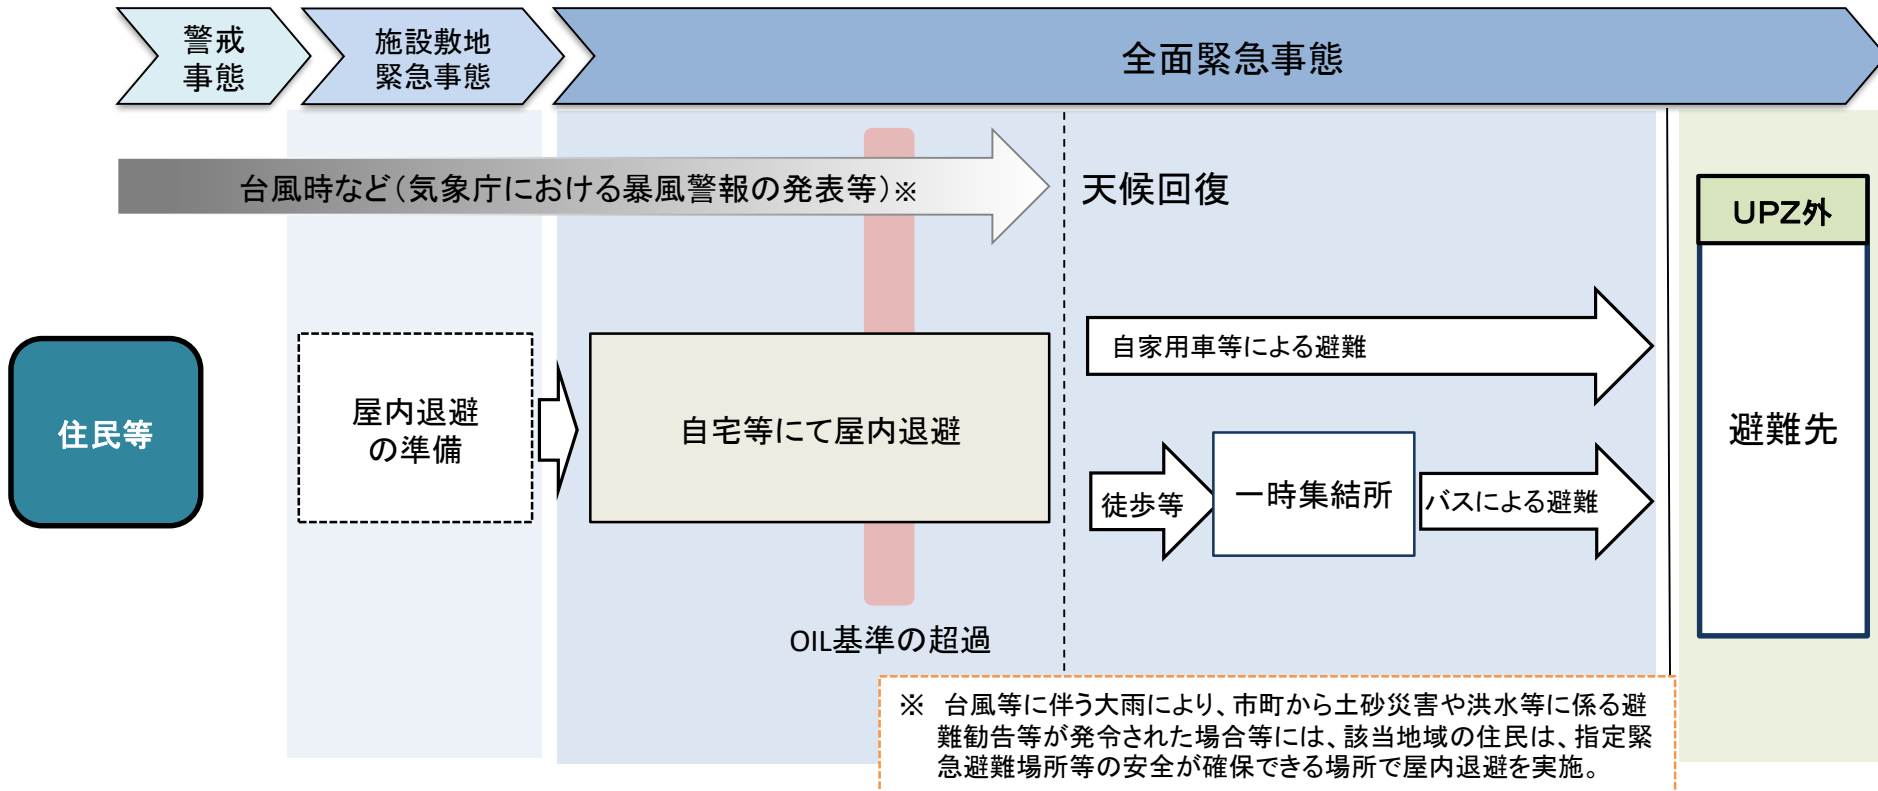 警戒
事態
施設敷地
緊急事態
全面緊急事態
台風時など(気象庁における暴風警報の発表等)※
天候回復
UPZ外
住民等
屋内退避
の準備
自宅等にて屋内退避
自家用車等による避難
徒歩等
一時集結所
バスによる避難
避難先
OIL基準の超過
※ 台風等に伴う大雨により、市町から土砂災害や洪水等に係る避
難勧告等が発令された場合等には、該当地域の住民は、指定緊
急避難場所等の安全が確保できる場所で屋内退避を実施。